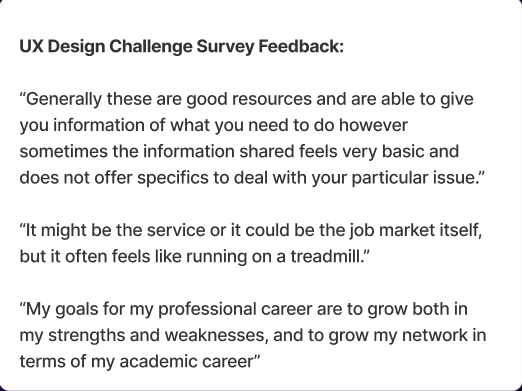 UX Design Challenge Survey Feedback:
“Generally these are good resources and are able to give
you information of what you need to do however
sometimes the information shared feels very basic and
does not offer specifics to deal with your particular issue.”
“It might be the service or it could be the job market itself,
but it often feels like running on a treadmill.”
“My goals for my professional career are to grow both in
my strengths and weaknesses, and to grow my network in
terms of my academic career”